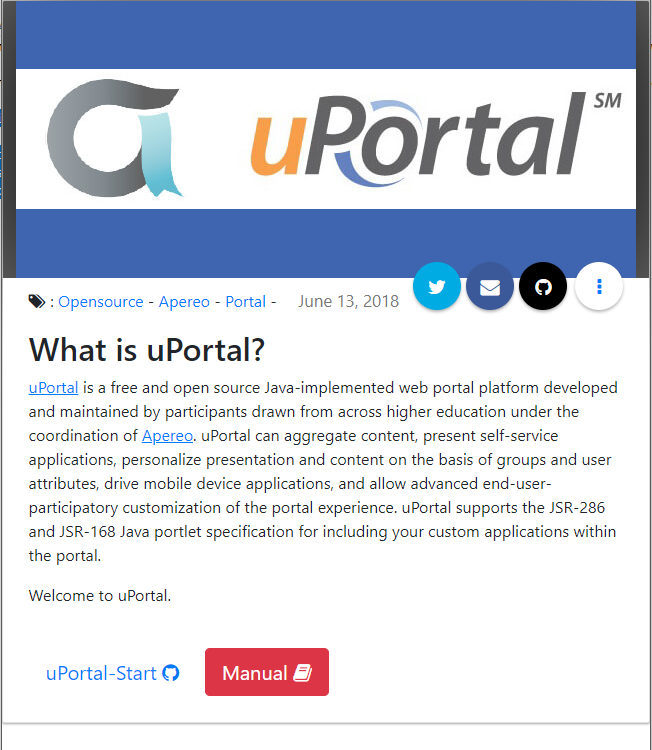 uPortal SM
: Opensource - Apereo - Portal - June 13, 2018
What is uPortal?
uPortal is a free and open source Java-implemented web portal platform developed
and maintained by participants drawn from across higher education under the
coordination of Apereo. uPortal can aggregate content, present self-service
applications, personalize presentation and content on the basis of groups and user
attributes, drive mobile device applications, and allow advanced end-user-
participatory customization of the portal experience. uPortal supports the JSR-286
and JSR-168 Java portlet specification for including your custom applications within
the portal.
Welcome to uPortal.
uPortal-Start
Manual